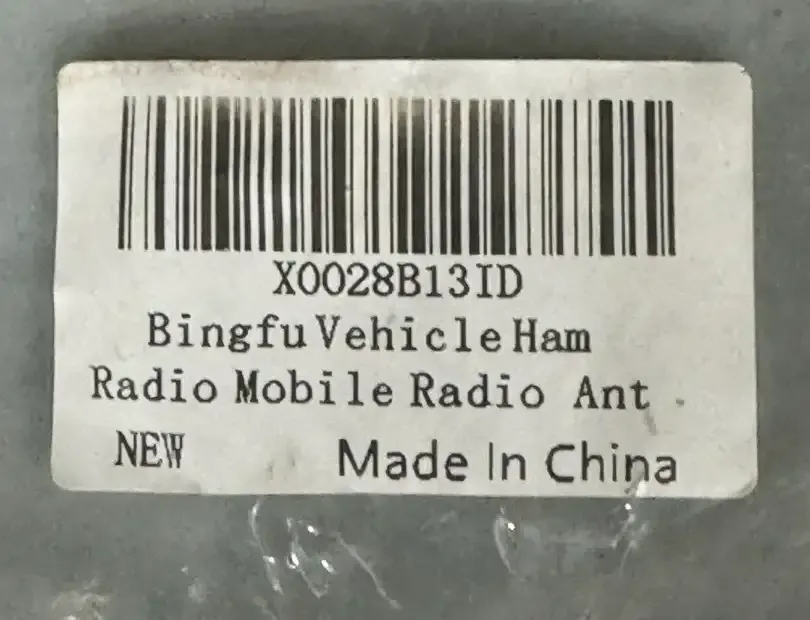 X0028B13ID
Bingfu Vehicle Ham
Radio Mobile Radio Ant
NEW Made In China